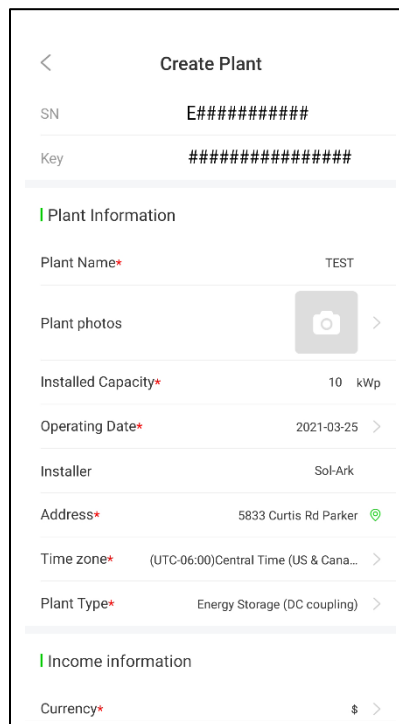 Create Plant
SN E###########
Key ################
Plant Information
Plant Name* TEST
Plant photos
Installed Capacity* 10 kWp
Operating Date* 2021-03-25
Installer Sol-Ark
Address* 5833 Curtis Rd Parker
Time zone* (UTC-06:00)Central Time (US & Cana...
Plant Type* Energy Storage (DC coupling)
Income information
Currency* $